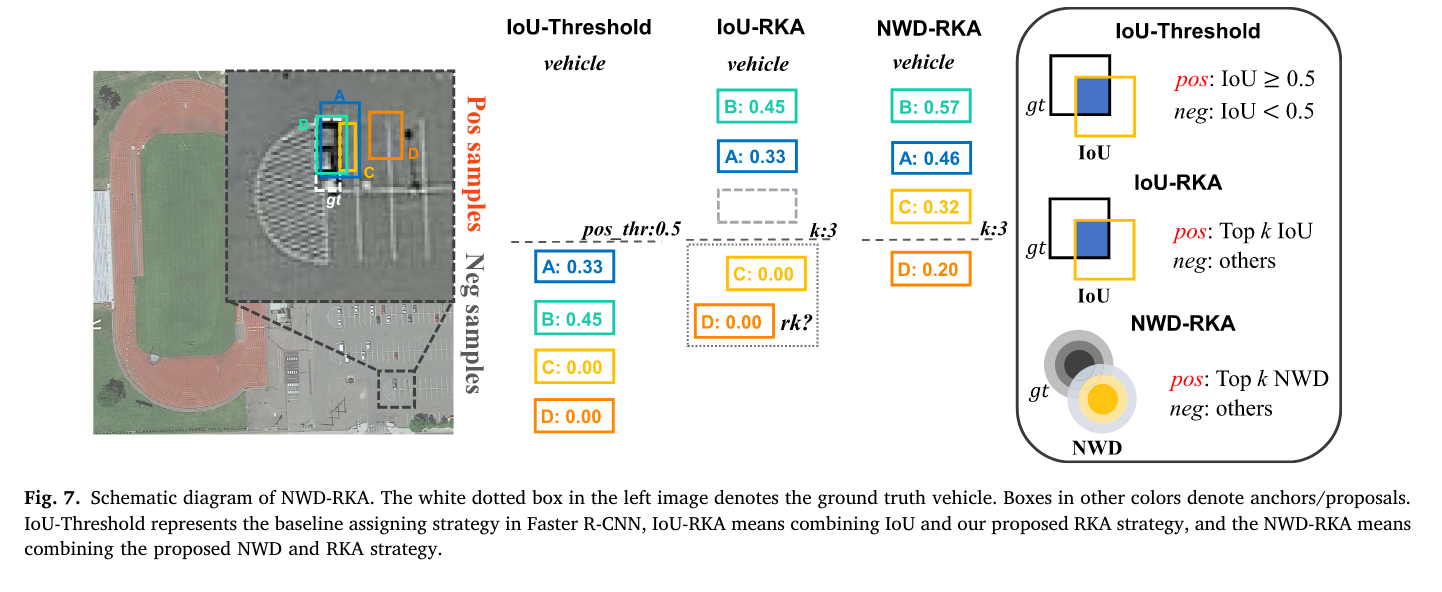 A
B
C
D
gt
Pos samples
Neg samples
IoU-Threshold
vehicle
pos_thr:0.5
A: 0.33
B: 0.45
C: 0.00
D: 0.00
IoU-RKA
vehicle
B: 0.45
A: 0.33
k:3
C: 0.00
D: 0.00 rk?
NWD-RKA
vehicle
B: 0.57
A: 0.46
C: 0.32
k:3
D: 0.20
IoU-Threshold
gt
pos: IoU ≥ 0.5
neg: IoU < 0.5
IoU
IoU-RKA
gt
pos: Top k IoU
neg: others
IoU
NWD-RKA
gt
pos: Top k NWD
neg: others
NWD
Fig. 7. Schematic diagram of NWD-RKA. The white dotted box in the left image denotes the ground truth vehicle. Boxes in other colors denote anchors/proposals.
IoU-Threshold represents the baseline assigning strategy in Faster R-CNN, IoU-RKA means combining IoU and our proposed RKA strategy, and the NWD-RKA means
combining the proposed NWD and RKA strategy.